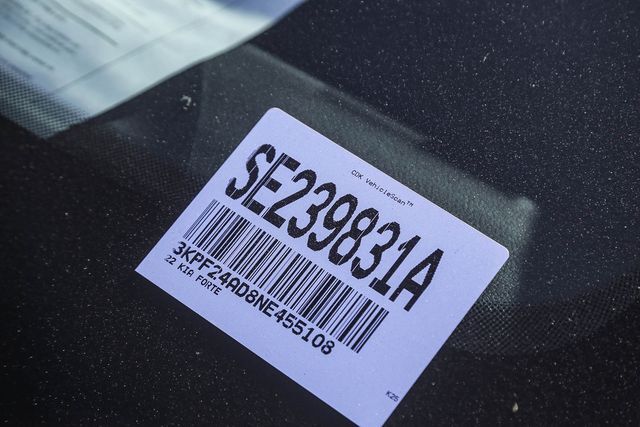 CDK VehicleScan™
SE239831A
3KPF24AD8NE455108
22 KIA FORTE
K25